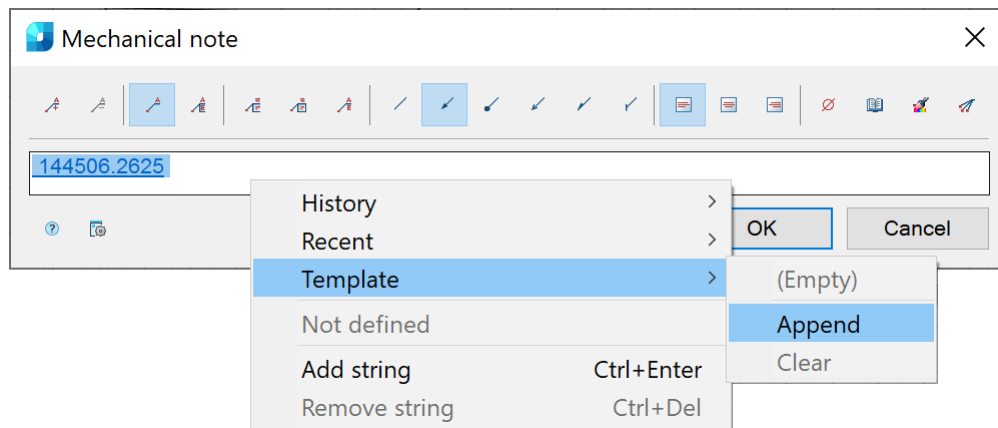 Mechanical note
144506.2625
History
Recent
OK
Cancel
Template
(Empty)
Not defined
Append
Add string Ctrl+Enter
Clear
Remove string Ctrl+Del